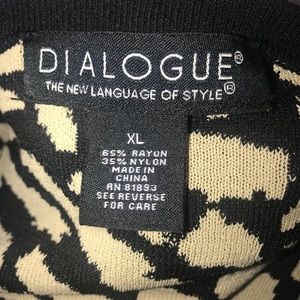 DIALOGUE®
THE NEW LANGUAGE OF STYLE®
XL
65% RAYON
35% NYLON
MADE IN
CHINA
RN 81893
SEE REVERSE
FOR CARE